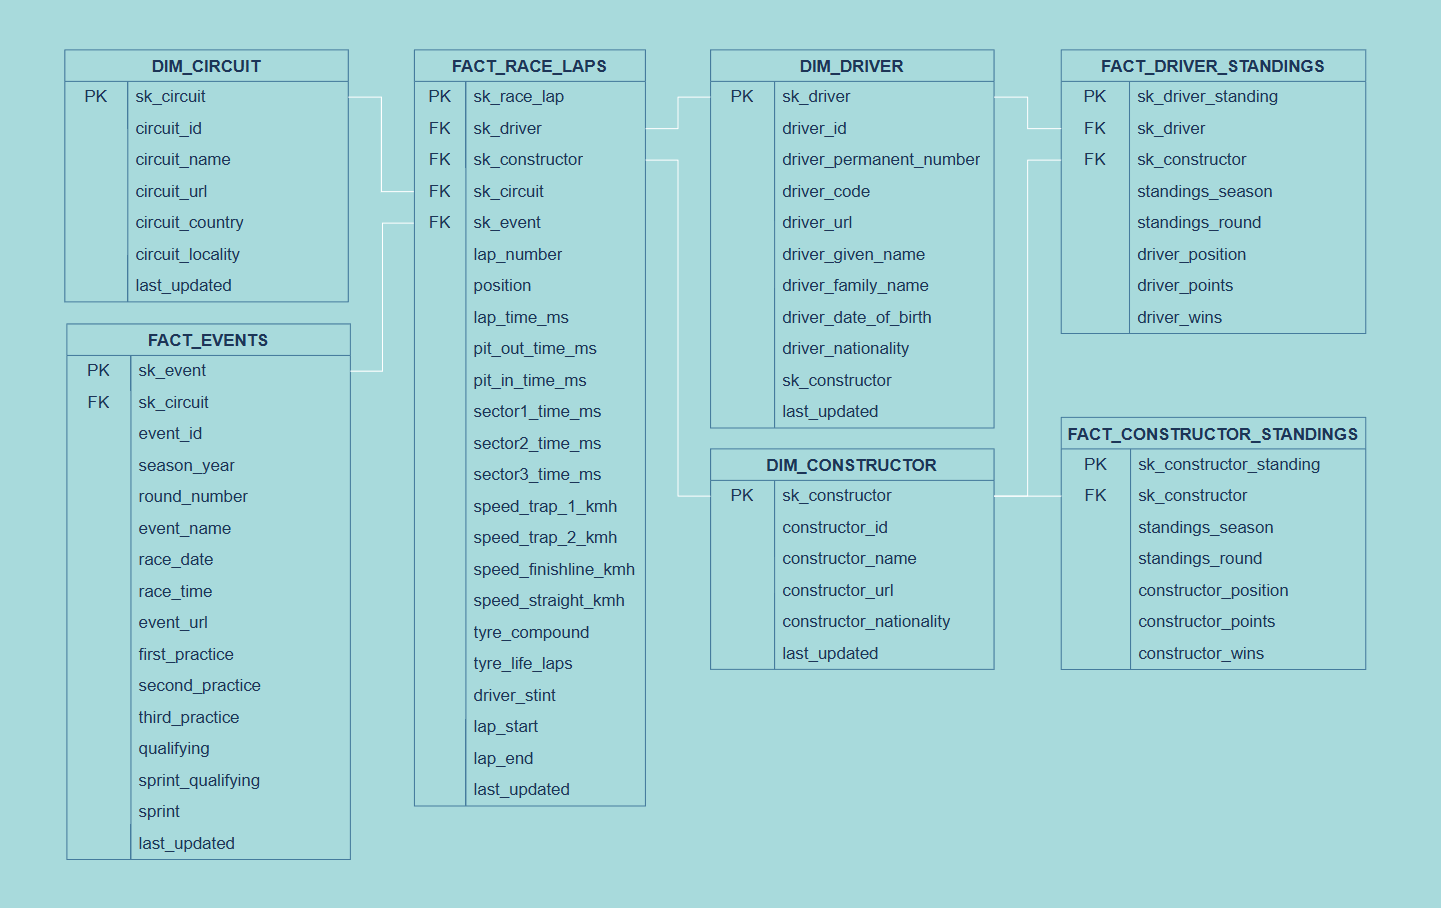 DIM_CIRCUIT
PK sk_circuit
circuit_id
circuit_name
circuit_url
circuit_country
circuit_locality
last_updated
FACT_EVENTS
PK sk_event
FK sk_circuit
event_id
season_year
round_number
event_name
race_date
race_time
event_url
first_practice
second_practice
third_practice
qualifying
sprint_qualifying
sprint
last_updated
FACT_RACE_LAPS
PK sk_race_lap
FK sk_driver
FK sk_constructor
FK sk_circuit
FK sk_event
lap_number
position
lap_time_ms
pit_out_time_ms
pit_in_time_ms
sector1_time_ms
sector2_time_ms
sector3_time_ms
speed_trap_1_kmh
speed_trap_2_kmh
speed_finishline_kmh
speed_straight_kmh
tyre_compound
tyre_life_laps
driver_stint
lap_start
lap_end
last_updated
DIM_DRIVER
PK sk_driver
driver_id
driver_permanent_number
driver_code
driver_url
driver_given_name
driver_family_name
driver_date_of_birth
driver_nationality
sk_constructor
last_updated
DIM_CONSTRUCTOR
PK sk_constructor
constructor_id
constructor_name
constructor_url
constructor_nationality
last_updated
FACT_DRIVER_STANDINGS
PK sk_driver_standing
FK sk_driver
FK sk_constructor
standings_season
standings_round
driver_position
driver_points
driver_wins
FACT_CONSTRUCTOR_STANDINGS
PK sk_constructor_standing
FK sk_constructor
standings_season
standings_round
constructor_position
constructor_points
constructor_wins